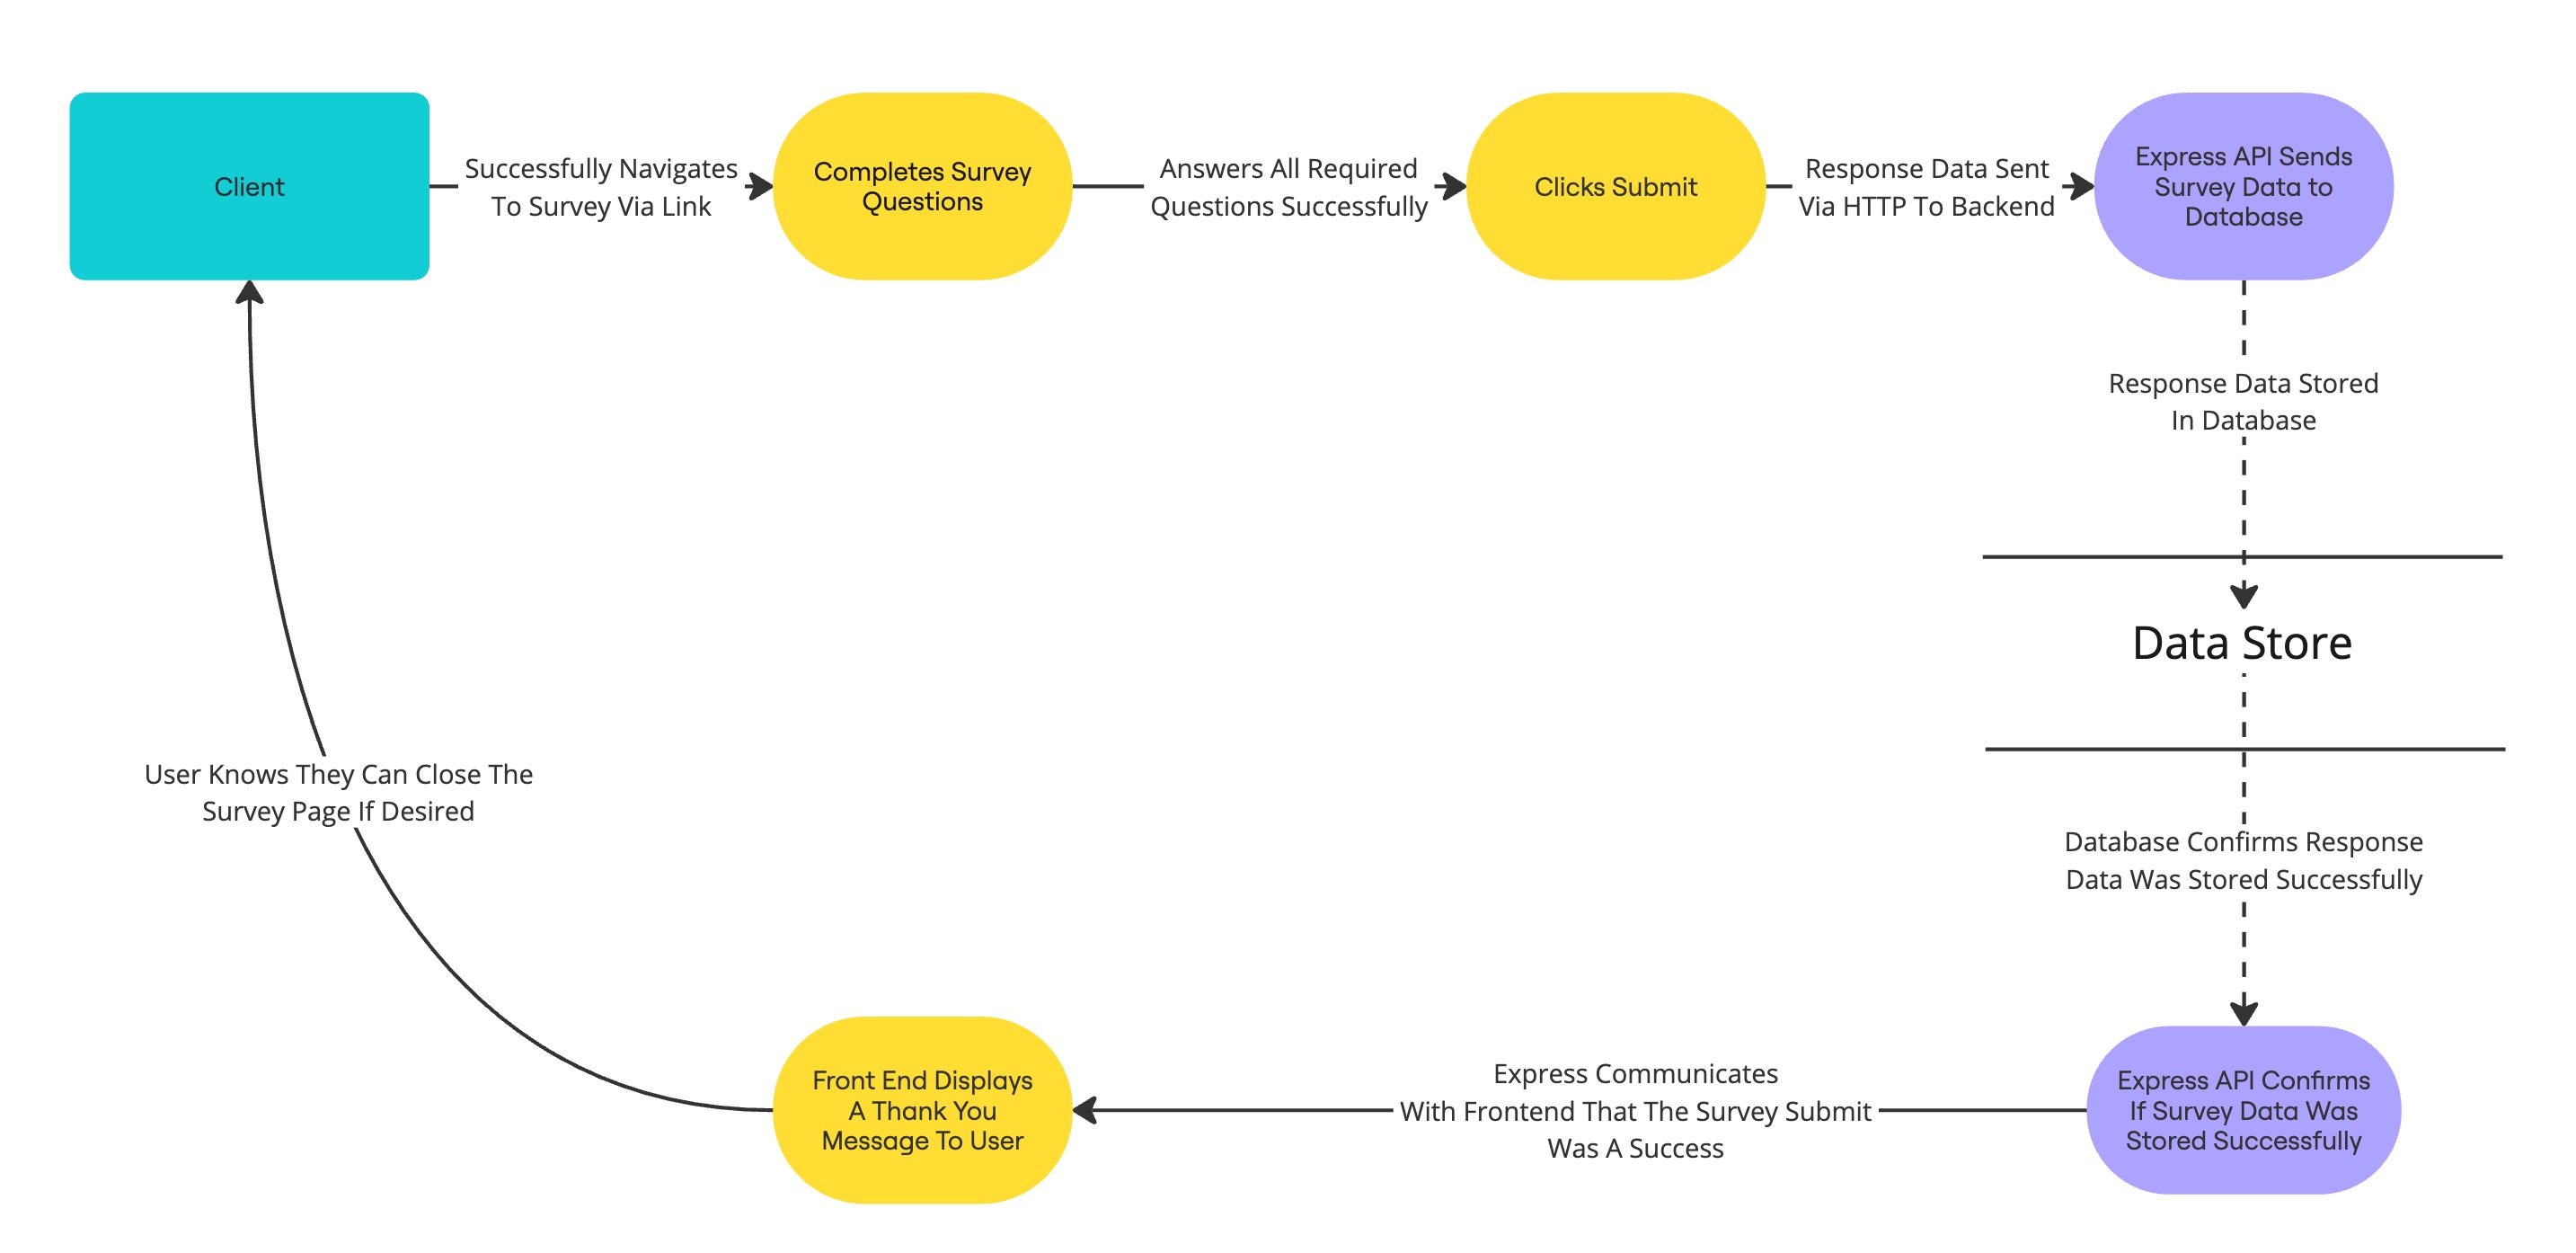 Client
Successfully Navigates
To Survey Via Link
Completes Survey
Questions
Answers All Required
Questions Successfully
Clicks Submit
Response Data Sent
Via HTTP To Backend
Express API Sends
Survey Data to
Database
Response Data Stored
In Database
Data Store
Database Confirms Response
Data Was Stored Successfully
Express API Confirms
If Survey Data Was
Stored Successfully
Express Communicates
With Frontend That The Survey Submit
Was A Success
Front End Displays
A Thank You
Message To User
User Knows They Can Close The
Survey Page If Desired